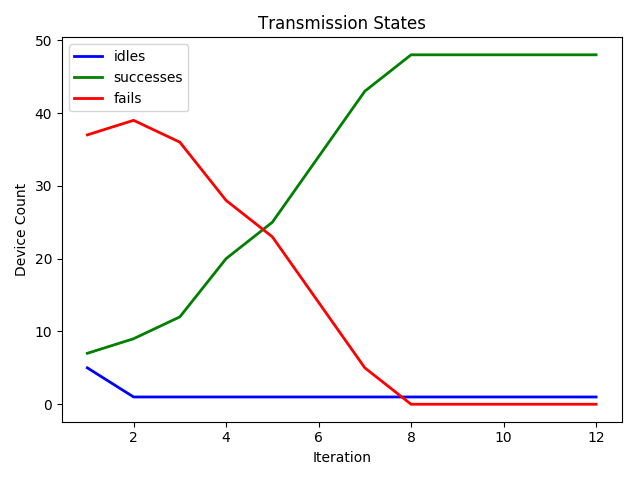 Transmission States
idles
successes
fails
Device Count
50
40
30
20
10
0
2 4 6 8 10 12
Iteration